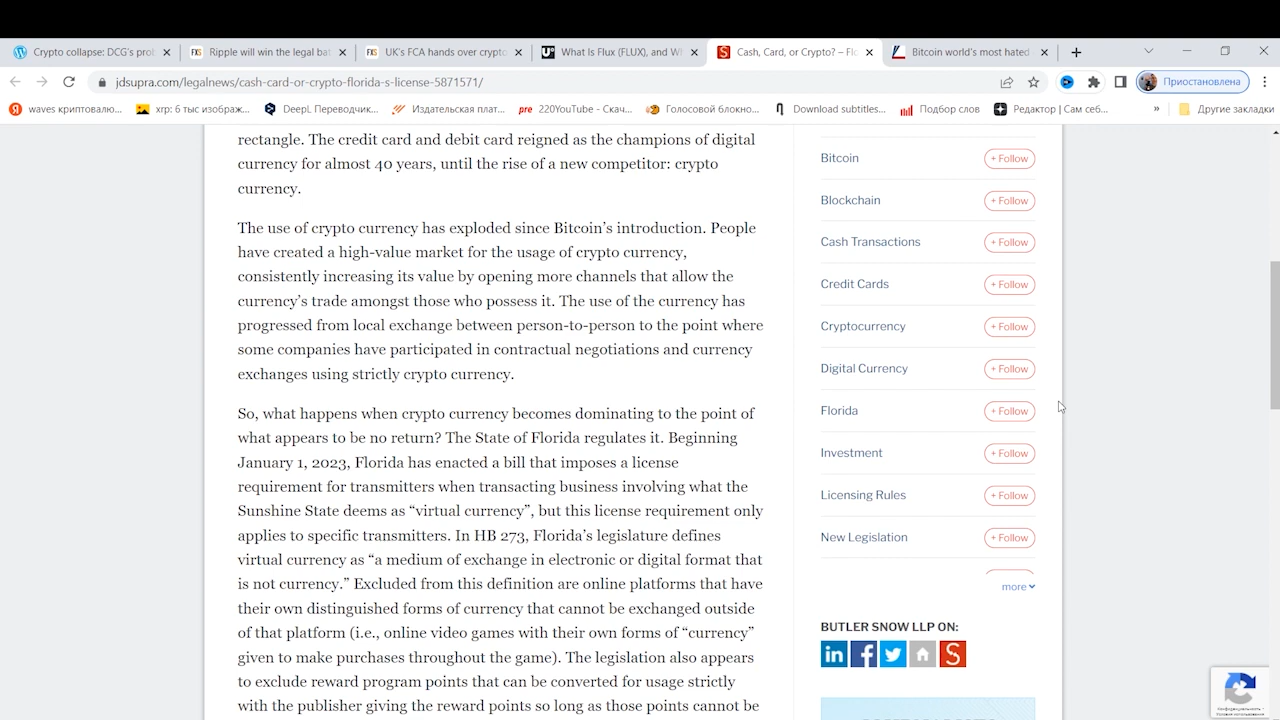 Crypto collapse: DCG's pro
Ripple will win the legal bat
UK's FCA hands over crypto
What Is Flux (FLUX), and W
Cash, Card, or Crypto? – Flo
Bitcoin world's most hated
jdsupra.com/legalnews/cash-card-or-crypto-florida-s-license-5871571/
Приостановлена
waves криптовалю...
xrp: 6 тыс изображ...
DeepL Переводчик...
Издательская плат...
220YouTube - Скач...
Голосовой блокно...
Download subtitles...
Подбор слов
Редактор | Сам себ...
»
Другие закладки
rectangle. The credit card and debit card reigned as the champions of digital
currency for almost 40 years, until the rise of a new competitor: crypto
currency.
The use of crypto currency has exploded since Bitcoin's introduction. People
have created a high-value market for the usage of crypto currency,
consistently increasing its value by opening more channels that allow the
currency's trade amongst those who possess it. The use of the currency has
progressed from local exchange between person-to-person to the point where
some companies have participated in contractual negotiations and currency
exchanges using strictly crypto currency.
So, what happens when crypto currency becomes dominating to the point of
what appears to be no return? The State of Florida regulates it. Beginning
January 1, 2023, Florida has enacted a bill that imposes a license
requirement for transmitters when transacting business involving what the
Sunshine State deems as “virtual currency”, but this license requirement only
applies to specific transmitters. In HB 273, Florida's legislature defines
virtual currency as “a medium of exchange in electronic or digital format that
is not currency.” Excluded from this definition are online platforms that have
their own distinguished forms of currency that cannot be exchanged outside
of that platform (i.e., online video games with their own forms of “currency”
given to make purchases throughout the game). The legislation also appears
to exclude reward program points that can be converted for usage strictly
with the publisher giving the reward points so long as those points cannot be
Bitcoin + Follow
Blockchain + Follow
Cash Transactions + Follow
Credit Cards + Follow
Cryptocurrency + Follow
Digital Currency + Follow
Florida + Follow
Investment + Follow
Licensing Rules + Follow
New Legislation + Follow
more
BUTLER SNOW LLP ON: